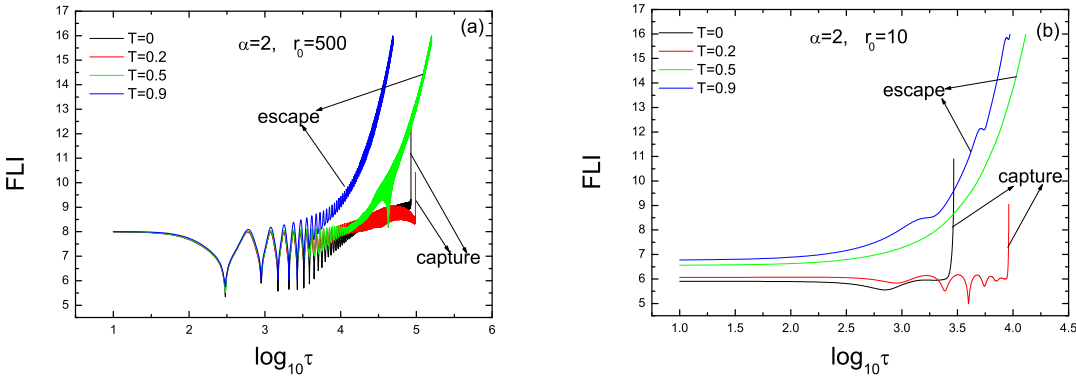 (a)
α=2, r₀=500
T=0
T=0.2
T=0.5
T=0.9
escape
capture
FLI
16
15
14
13
12
11
10
9
8
7
6
5
0 1 2 3 4 5 6
log₁₀τ
(b)
α=2, r₀=10
T=0
T=0.2
T=0.5
T=0.9
escape
capture
FLI
16
15
14
13
12
11
10
9
8
7
6
5
1.0 1.5 2.0 2.5 3.0 3.5 4.0 4.5
log₁₀τ